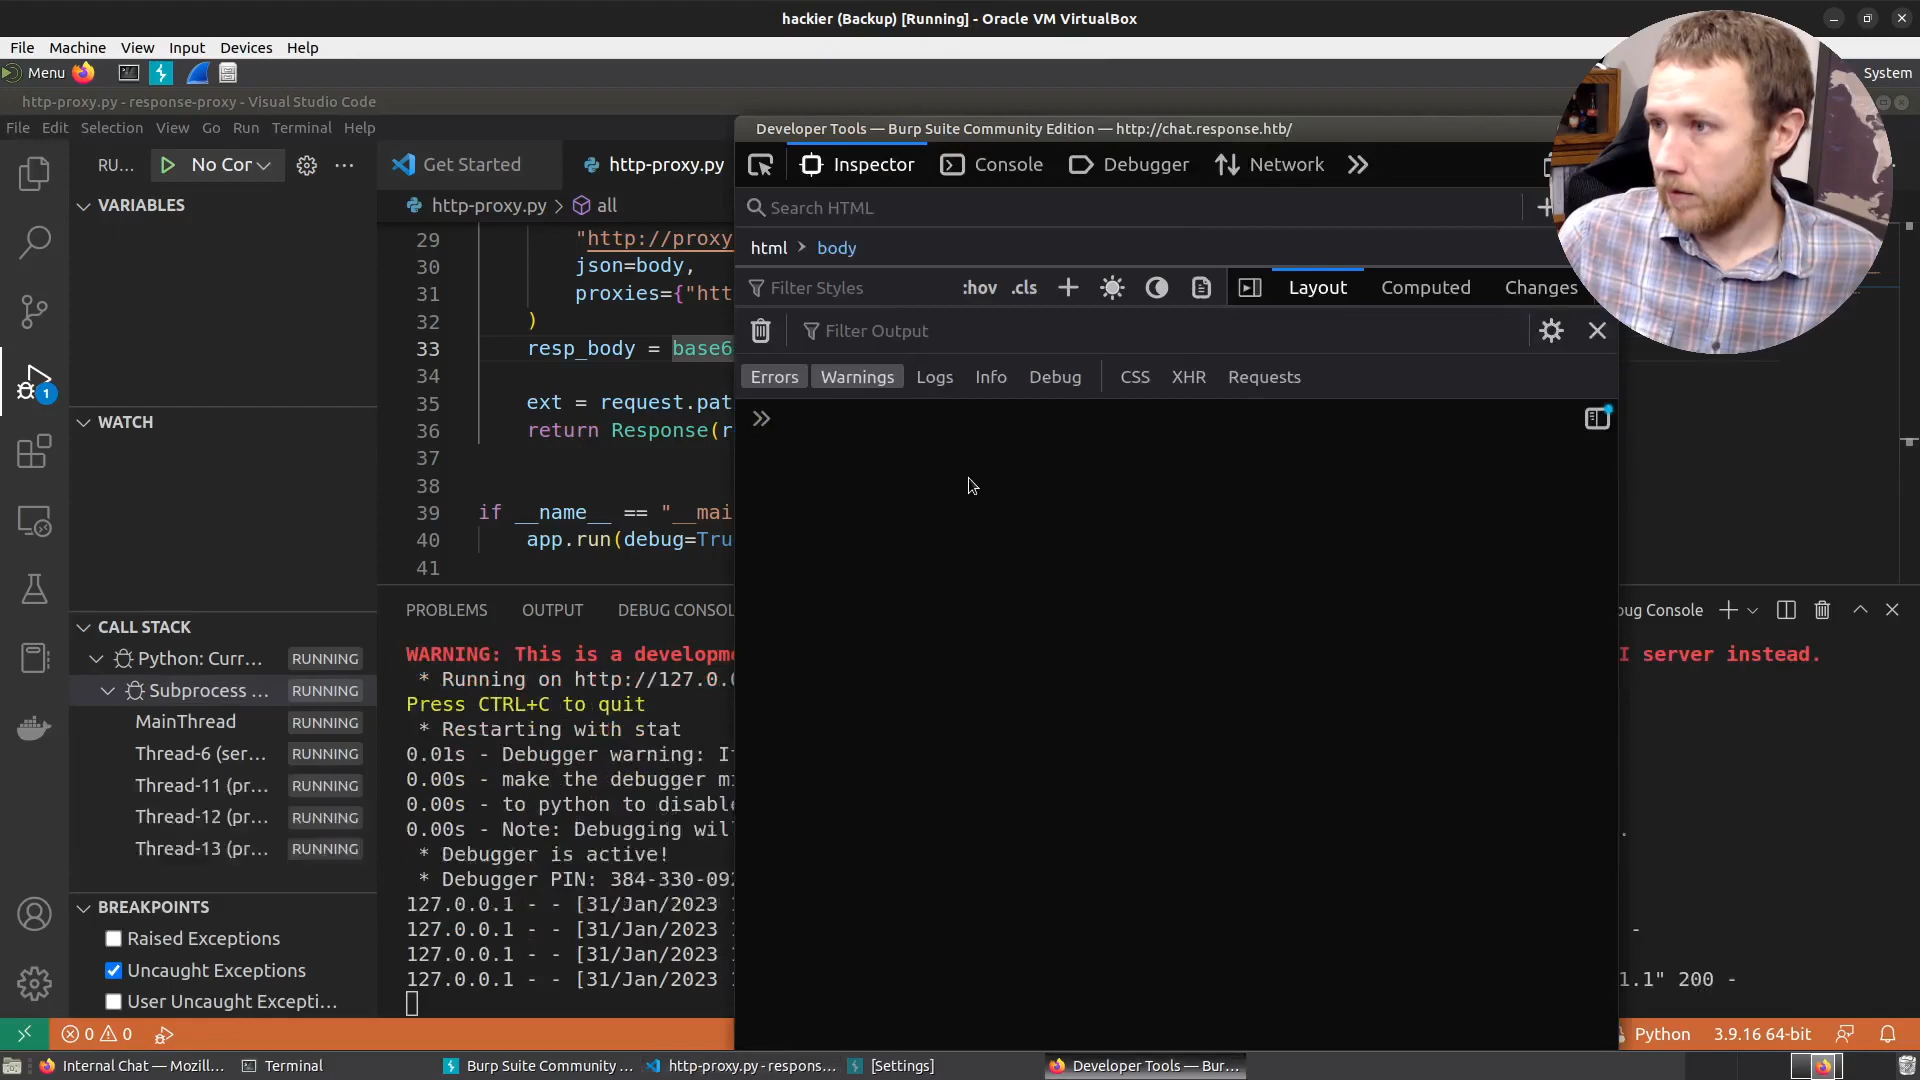 hackier (Backup) [Running] - Oracle VM VirtualBox
File Machine View Input Devices Help
Menu
System
http-proxy.py - response-proxy - Visual Studio Code
File Edit Selection View Go Run Terminal Help
Developer Tools — Burp Suite Community Edition — http://chat.response.htb/
RU... No Cor
Get Started
http-proxy.py
Inspector Console Debugger Network
VARIABLES
http-proxy.py > all
Search HTML
29 "http://proxy
html > body
30 json=body,
31 proxies={"htt
Filter Styles :hov .cls Layout Computed Changes
32 )
Filter Output
33 resp_body = base6
34
Errors Warnings Logs Info Debug CSS XHR Requests
35 ext = request.pat
WATCH
36 return Response(r
37
38
39 if __name__ == "__mai
40 app.run(debug=Tru
41
PROBLEMS OUTPUT DEBUG CONSOL
bug Console
CALL STACK
Python: Curr... RUNNING
Subprocess ... RUNNING
MainThread RUNNING
Thread-6 (ser... RUNNING
Thread-11 (pr... RUNNING
Thread-12 (pr... RUNNING
Thread-13 (pr... RUNNING
WARNING: This is a developme
I server instead.
* Running on http://127.0.0
Press CTRL+C to quit
* Restarting with stat
0.01s - Debugger warning: It
0.00s - make the debugger mi
0.00s - to python to disable
0.00s - Note: Debugging wil
* Debugger is active!
* Debugger PIN: 384-330-092
127.0.0.1 - - [31/Jan/2023
127.0.0.1 - - [31/Jan/2023
127.0.0.1 - - [31/Jan/2023
127.0.0.1 - - [31/Jan/2023
1.1" 200 -
BREAKPOINTS
Raised Exceptions
Uncaught Exceptions
User Uncaught Excepti...
1
0 0
Python 3.9.16 64-bit
Internal Chat — Mozill... Terminal Burp Suite Community ... http-proxy.py - respons... [Settings] Developer Tools — Bur...